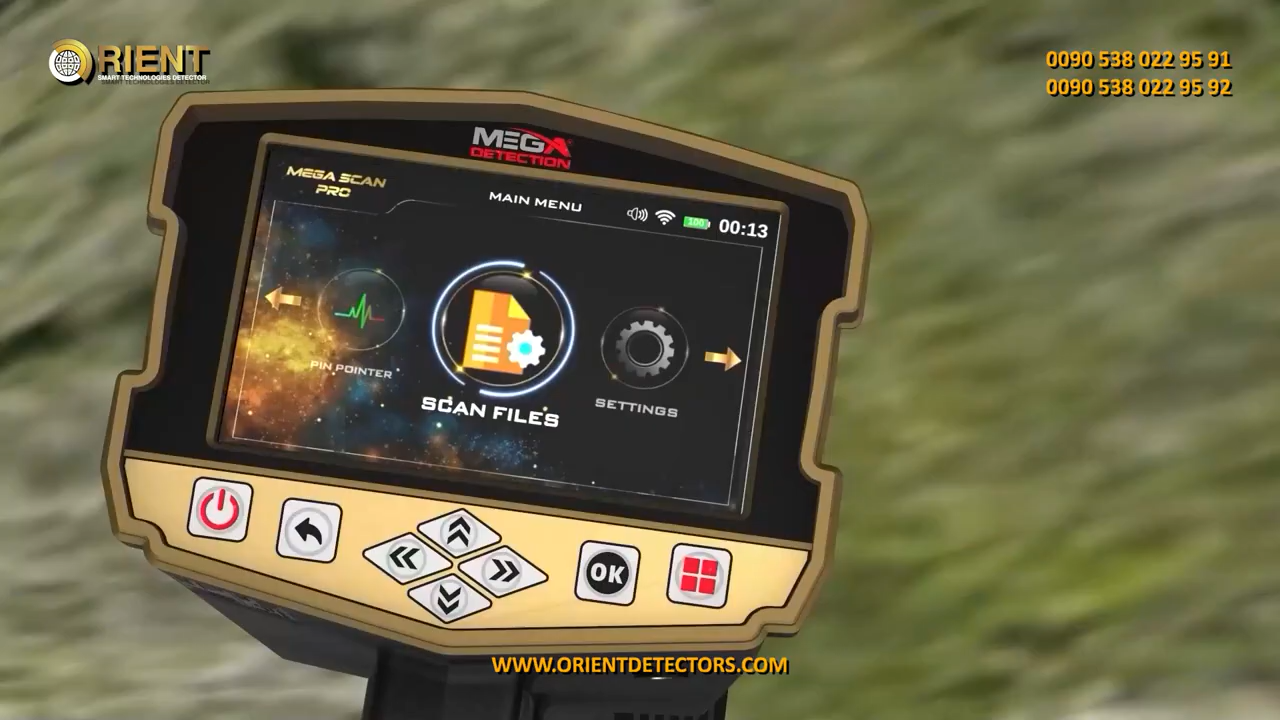 ORIENT
SMART TECHNOLOGIES DETECTOR
0090 538 022 95 91
0090 538 022 95 92
MEGA
DETECTION
MEGA SCAN
PRO
MAIN MENU
100
00:13
PIN POINTER
SCAN FILES
SETTINGS
OK
WWW.ORIENTDETECTORS.COM